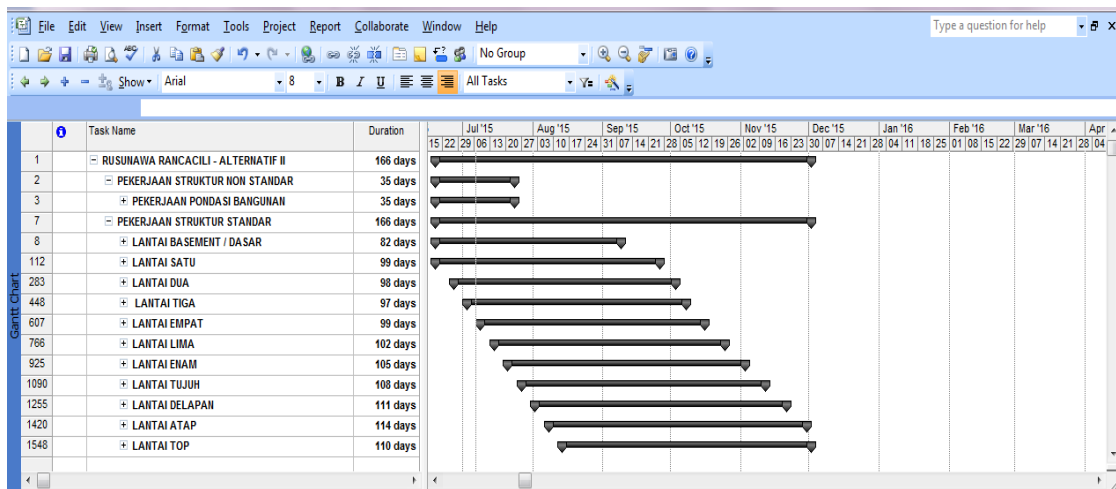 File Edit View Insert Format Tools Project Report Collaborate Window Help Type a question for help
No Group
Show Arial 8 B I U All Tasks
Task Name Duration Jul '15 Aug '15 Sep '15 Oct '15 Nov '15 Dec '15 Jan '16 Feb '16 Mar '16 Apr
15 22 29 06 13 20 27 03 10 17 24 31 07 14 21 28 05 12 19 26 02 09 16 23 30 07 14 21 28 04 11 18 25 01 08 15 22 29 07 14 21 28 04
1 RUSUNAWA RANCACILI - ALTERNATIF II 166 days
2 PEKERJAAN STRUKTUR NON STANDAR 35 days
3 PEKERJAAN PONDASI BANGUNAN 35 days
7 PEKERJAAN STRUKTUR STANDAR 166 days
8 LANTAI BASEMENT / DASAR 82 days
112 LANTAI SATU 99 days
283 LANTAI DUA 98 days
448 LANTAI TIGA 97 days
607 LANTAI EMPAT 99 days
766 LANTAI LIMA 102 days
925 LANTAI ENAM 105 days
1090 LANTAI TUJUH 108 days
1255 LANTAI DELAPAN 111 days
1420 LANTAI ATAP 114 days
1548 LANTAI TOP 110 days
Gantt Chart